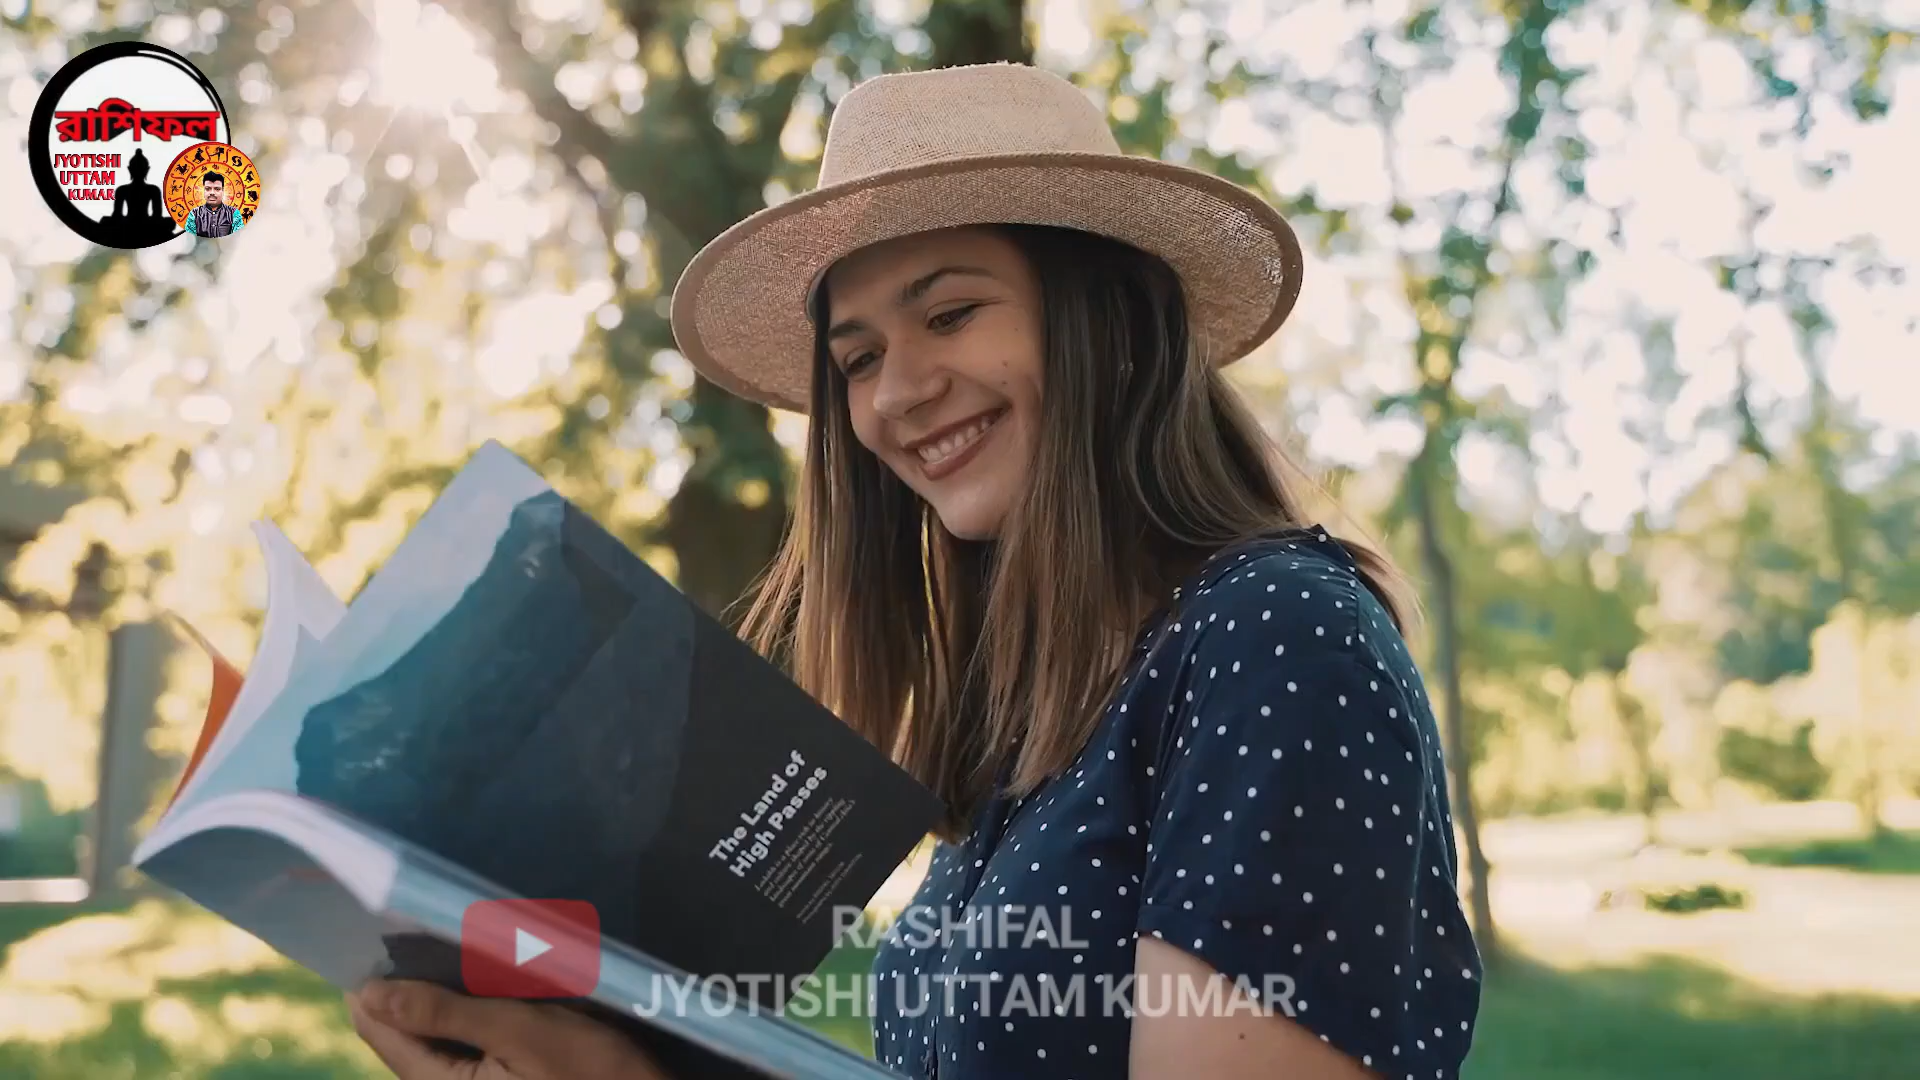 রাশিফল
JYOTISHI
UTTAM
KUMAR
The Land of
High Passes
RASHIFAL
JYOTISHI UTTAM KUMAR